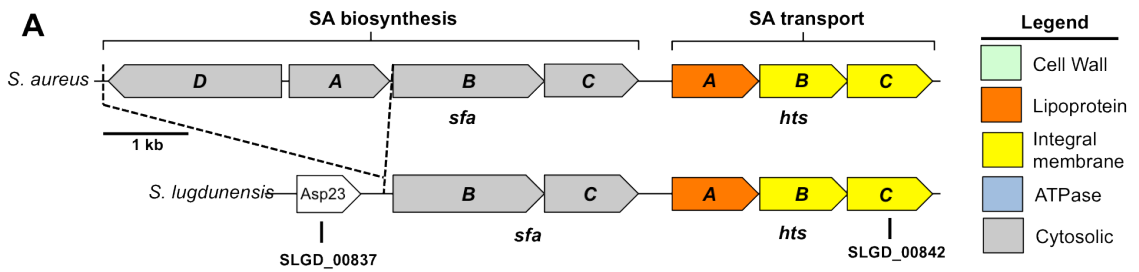 A
SA biosynthesis
SA transport
S. aureus
D
A
B
C
A
B
C
sfa
hts
1 kb
S. lugdunensis
Asp23
B
C
A
B
C
sfa
hts
SLGD_00837
SLGD_00842
Legend
Cell Wall
Lipoprotein
Integral
membrane
ATPase
Cytosolic